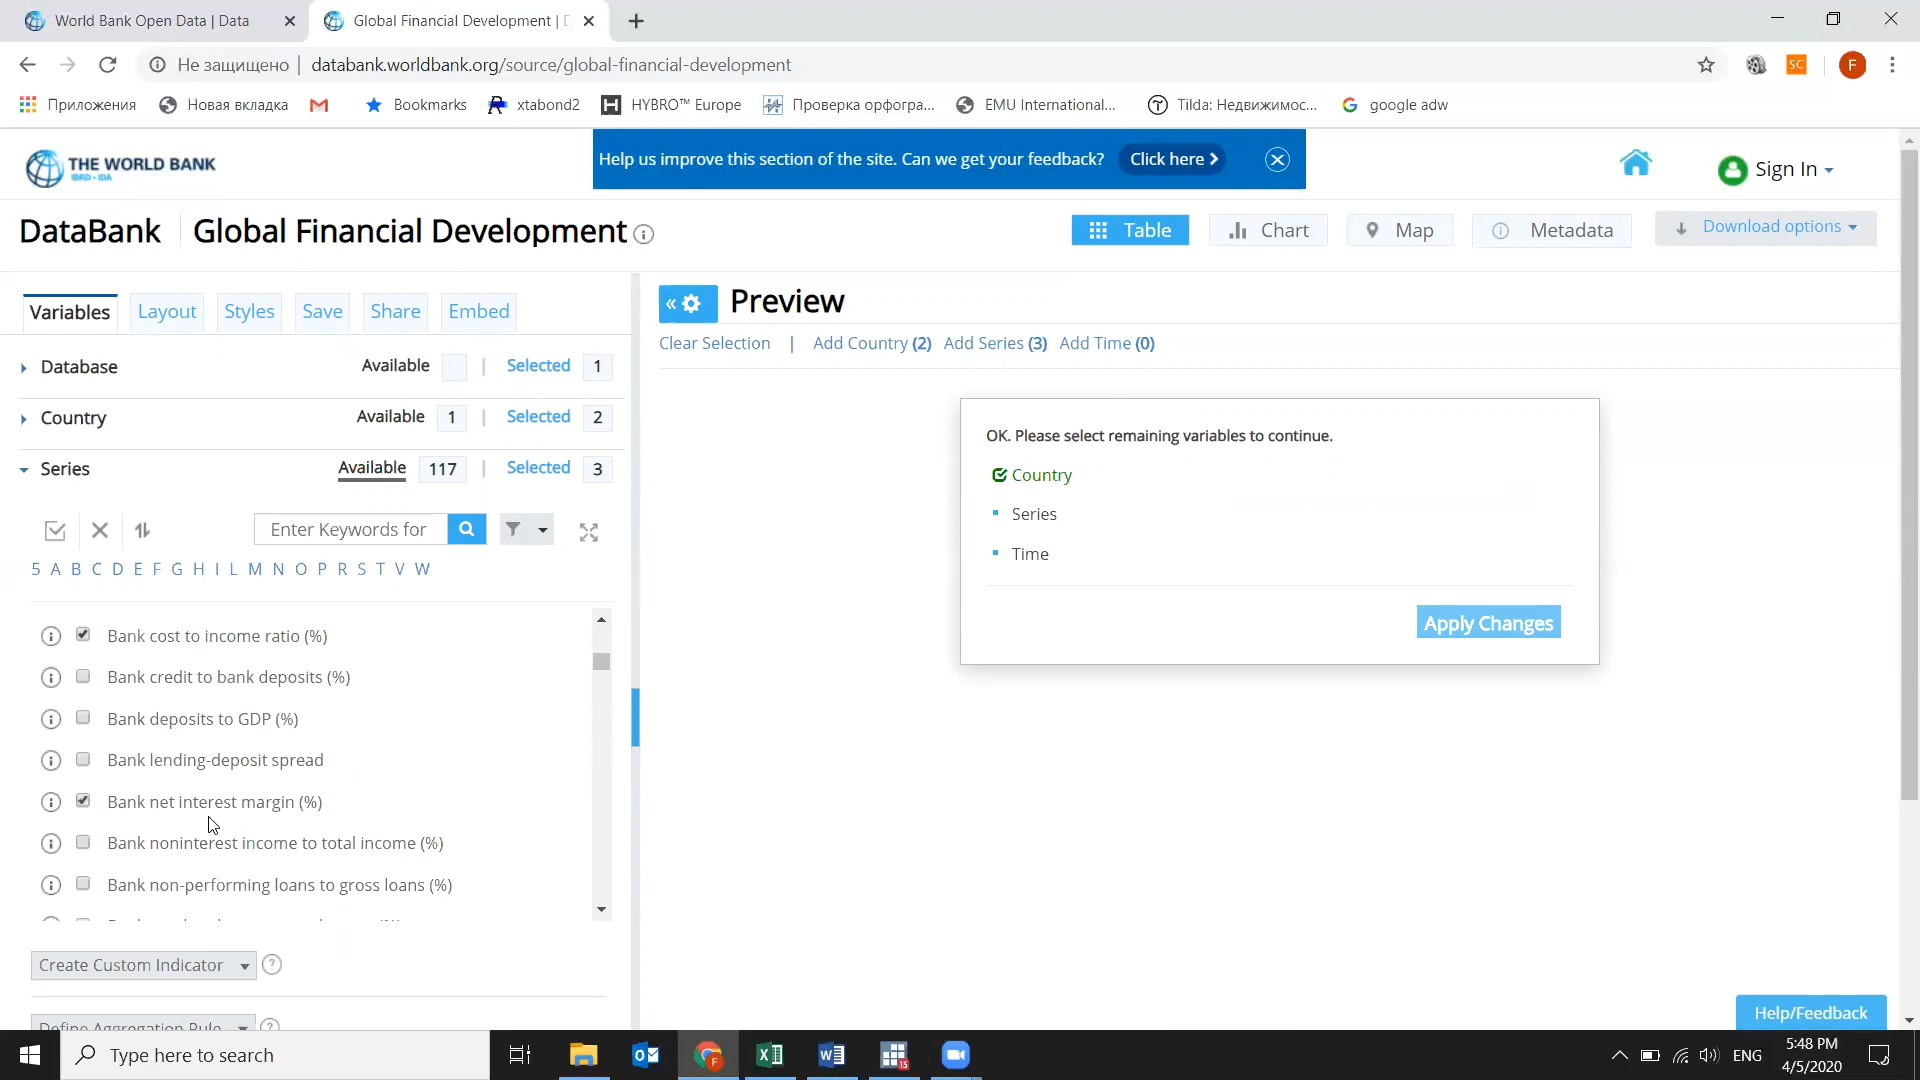 World Bank Open Data | Data
Global Financial Development |
Не защищено
databank.worldbank.org/source/global-financial-development
SC
F
Приложения
Новая вкладка
Bookmarks
xtabond2
HYBRO™ Europe
Проверка орфогра...
EMU International...
Tilda: Недвижимос...
google adw
THE WORLD BANK
IBRD • IDA
Help us improve this section of the site. Can we get your feedback?
Click here
Sign In
DataBank
Global Financial Development
Table
Chart
Map
Metadata
Download options
Variables
Layout
Styles
Save
Share
Embed
Preview
Clear Selection | Add Country (2) Add Series (3) Add Time (0)
Database
Available | Selected 1
Country
Available 1 | Selected 2
Series
Available 117 | Selected 3
Enter Keywords for
5 A B C D E F G H I L M N O P R S T V W
Bank cost to income ratio (%)
Bank credit to bank deposits (%)
Bank deposits to GDP (%)
Bank lending-deposit spread
Bank net interest margin (%)
Bank noninterest income to total income (%)
Bank non-performing loans to gross loans (%)
Create Custom Indicator
?
Define Aggregation Rule
?
OK. Please select remaining variables to continue.
Country
Series
Time
Apply Changes
Help/Feedback
Type here to search
F
15
ENG
5:48 PM
4/5/2020